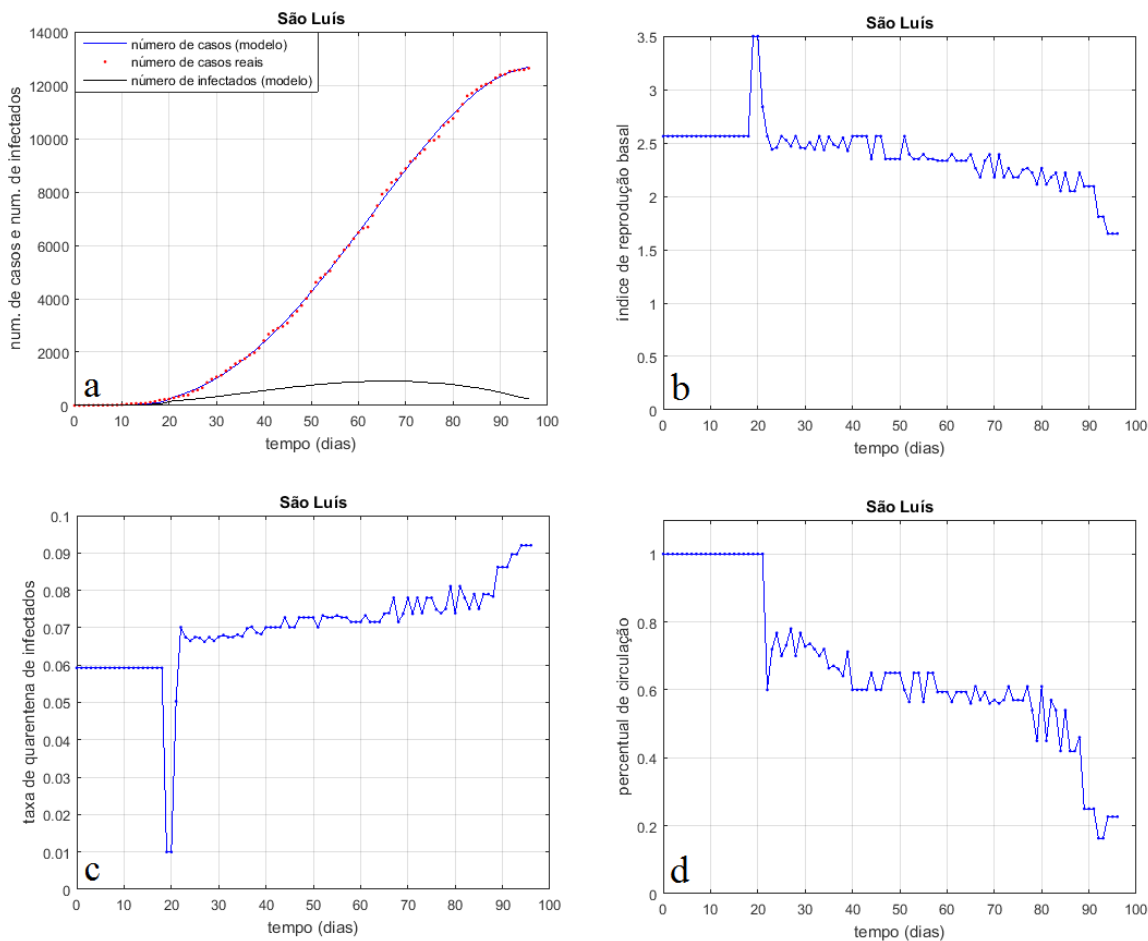 São Luís
14000
12000
10000
8000
6000
4000
2000
0
num. de casos e num. de infectados
número de casos (modelo)
número de casos reais
número de infectados (modelo)
a
0 10 20 30 40 50 60 70 80 90 100
tempo (dias)
São Luís
3.5
3
2.5
2
1.5
1
0.5
0
índice de reprodução basal
b
0 10 20 30 40 50 60 70 80 90 100
tempo (dias)
São Luís
0.1
0.09
0.08
0.07
0.06
0.05
0.04
0.03
0.02
0.01
0
taxa de quarentena de infectados
c
0 10 20 30 40 50 60 70 80 90 100
tempo (dias)
São Luís
1
0.8
0.6
0.4
0.2
0
percentual de circulação
d
0 10 20 30 40 50 60 70 80 90 100
tempo (dias)